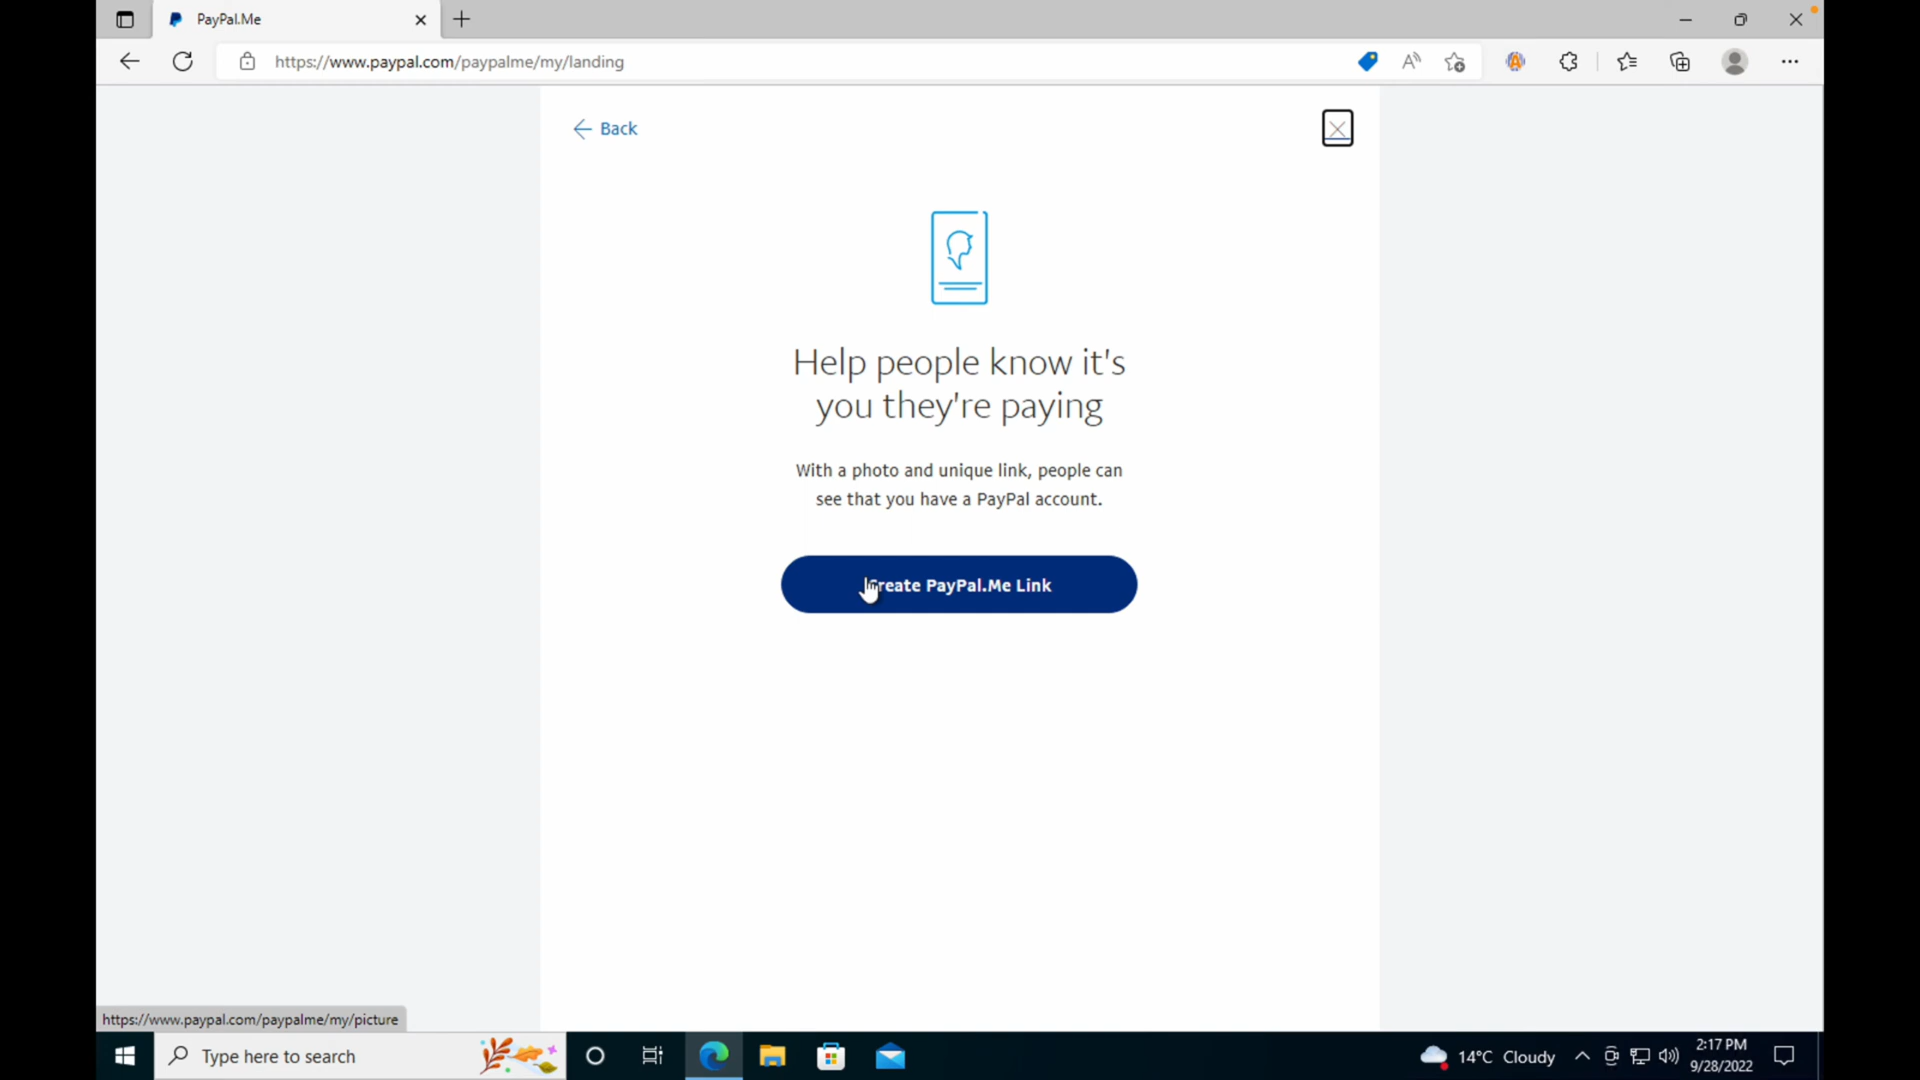 PayPal.Me
https://www.paypal.com/paypalme/my/landing
Back
Help people know it's
you they're paying
With a photo and unique link, people can
see that you have a PayPal account.
Create PayPal.Me Link
https://www.paypal.com/paypalme/my/picture
Type here to search
14°C Cloudy
2:17 PM
9/28/2022